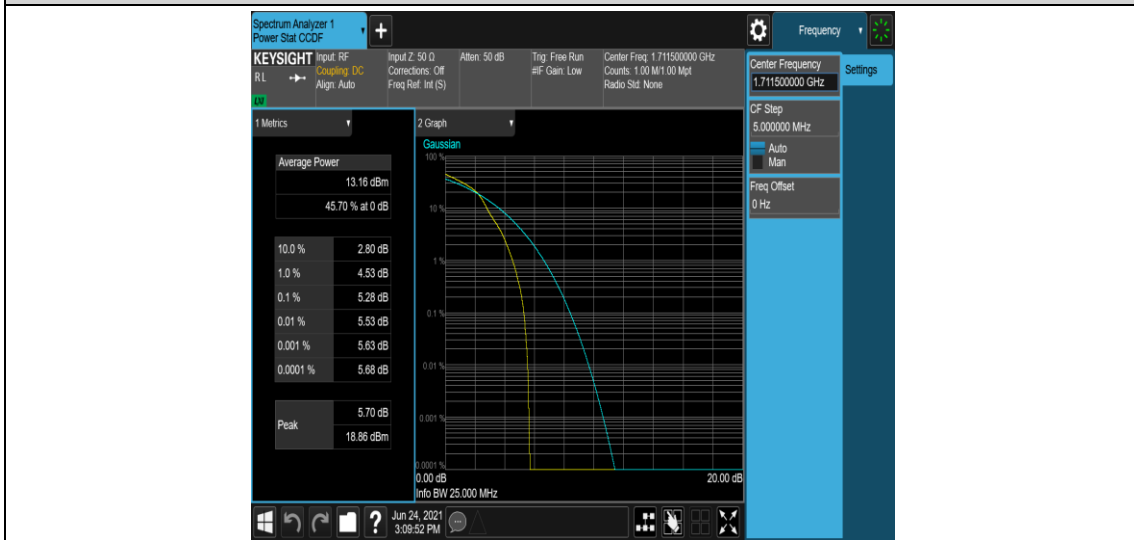 Spectrum Analyzer 1
Power Stat CCDF
+
Frequency
KEYSIGHT
Input: RF
Coupling: DC
Align: Auto
RL
LXI
Input Z: 50 Ω
Corrections: Off
Freq Ref: Int (S)
Atten: 50 dB
Trig: Free Run
#IF Gain: Low
Center Freq: 1.711500000 GHz
Counts: 1.00 M/1.00 Mpt
Radio Std: None
Center Frequency
1.711500000 GHz
Settings
CF Step
5.000000 MHz
Auto
Man
Freq Offset
0 Hz
1 Metrics
Average Power
13.16 dBm
45.70 % at 0 dB
10.0 % 2.80 dB
1.0 % 4.53 dB
0.1 % 5.28 dB
0.01 % 5.53 dB
0.001 % 5.63 dB
0.0001 % 5.68 dB
Peak
5.70 dB
18.86 dBm
2 Graph
Gaussian
100 %
10 %
1 %
0.1 %
0.01 %
0.001 %
0.0001 %
0.00 dB
20.00 dB
Info BW 25.000 MHz
?
Jun 24, 2021
3:09:52 PM